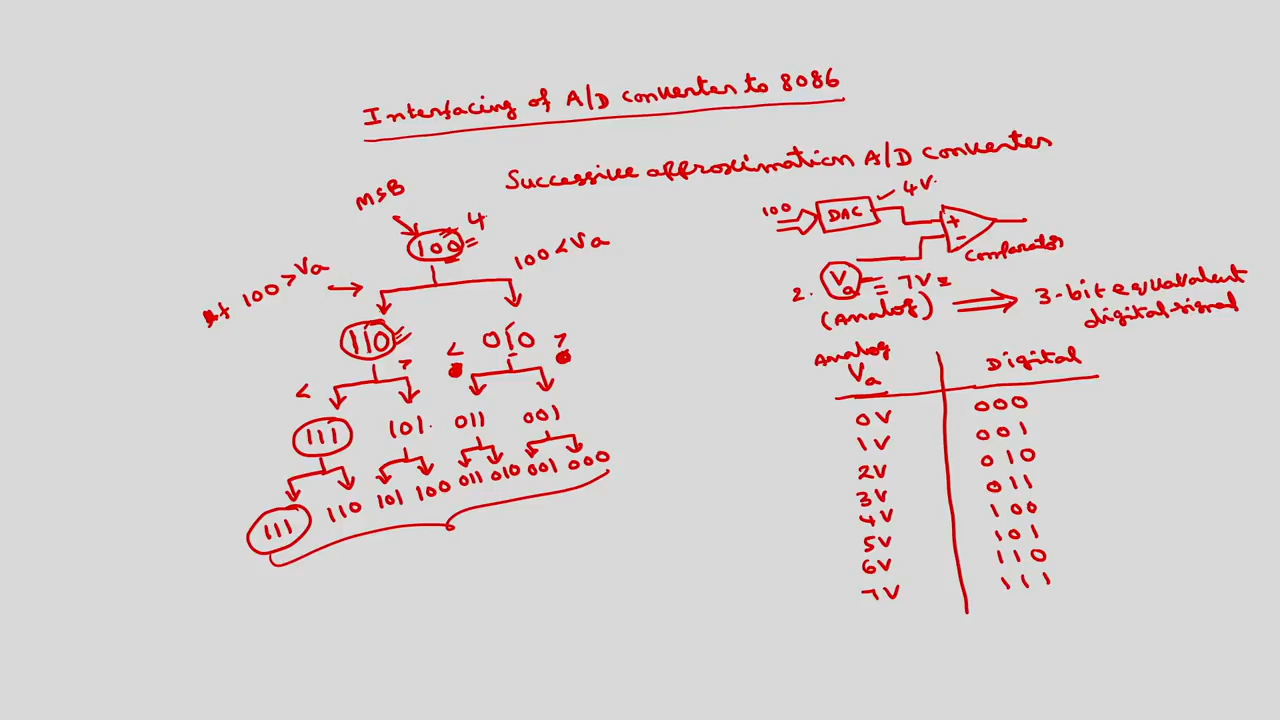 Interfacing of A/D converter to 8086
Successive approximation A/D converter
MSB
100 = 4
100 > Va
100 < Va
110
010
< >
< >
111 101 011 001
111 110 101 100 011 010 001 000
100 DAC 4V.
+
-
Comparator
2. Va = 7V =
(Analog) ⟹ 3-bit equavalent
digital signal
Analog Digital
Va
0V 000
1V 001
2V 010
3V 011
4V 100
5V 101
6V 110
7V 111